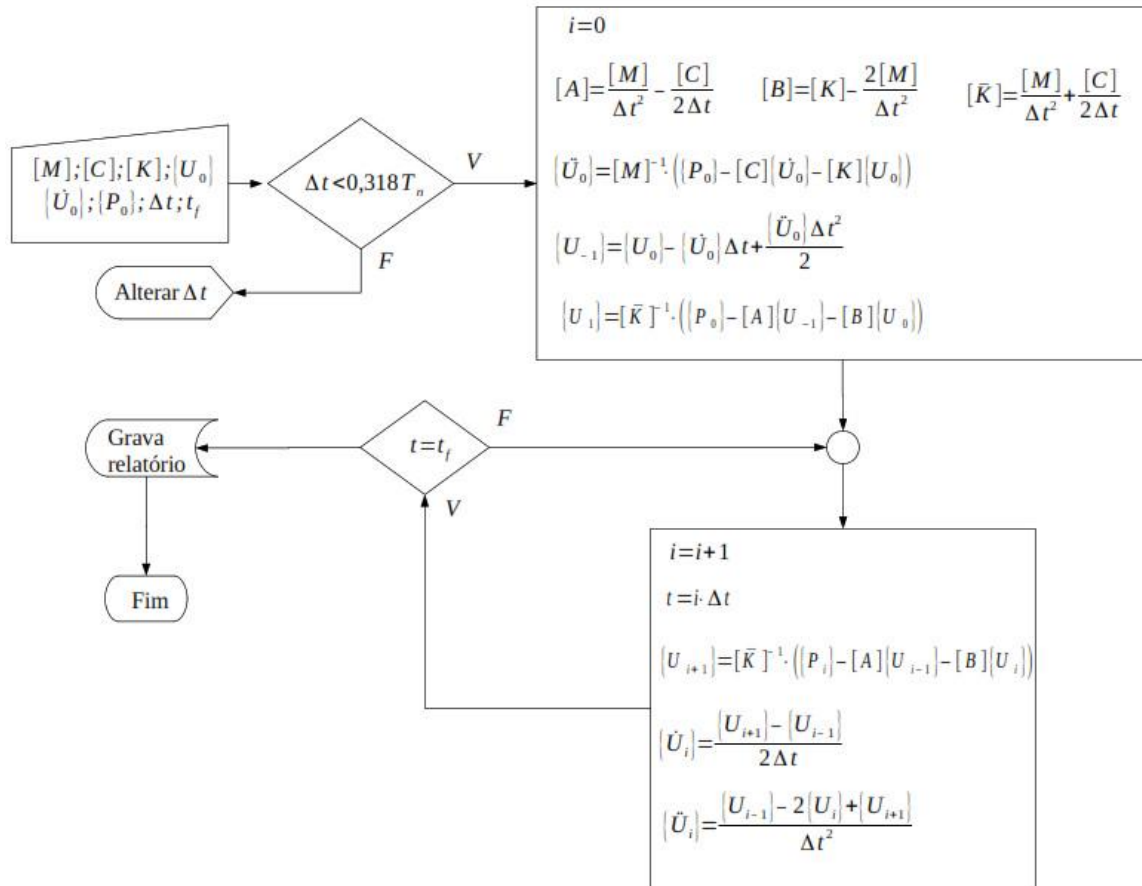 [M];[C];[K];{U₀}
{U̇₀};{P₀};Δt;t_f
Δt<0,318T_n
V
F
Alterar Δt
i=0
[A]=[M]/Δt²−[C]/2Δt
[B]=[K]−2[M]/Δt²
[K̄]=[M]/Δt²+[C]/2Δt
{Ü₀}=[M]⁻¹·({P₀}−[C]{U̇₀}−[K]{U₀})
{U₋₁}={U₀}−{U̇₀}Δt+{Ü₀}Δt²/2
{U₁}=[K̄]⁻¹·({P₀}−[A]{U₋₁}−[B]{U₀})
Grava
relatório
t=t_f
F
V
Fim
i=i+1
t=i·Δt
{U_{i+1}}=[K̄]⁻¹·({P_i}−[A]{U_{i−1}}−[B]{U_i})
{U̇_i}={U_{i+1}}−{U_{i−1}}/2Δt
{Ü_i}={U_{i−1}}−2{U_i}+{U_{i+1}}/Δt²